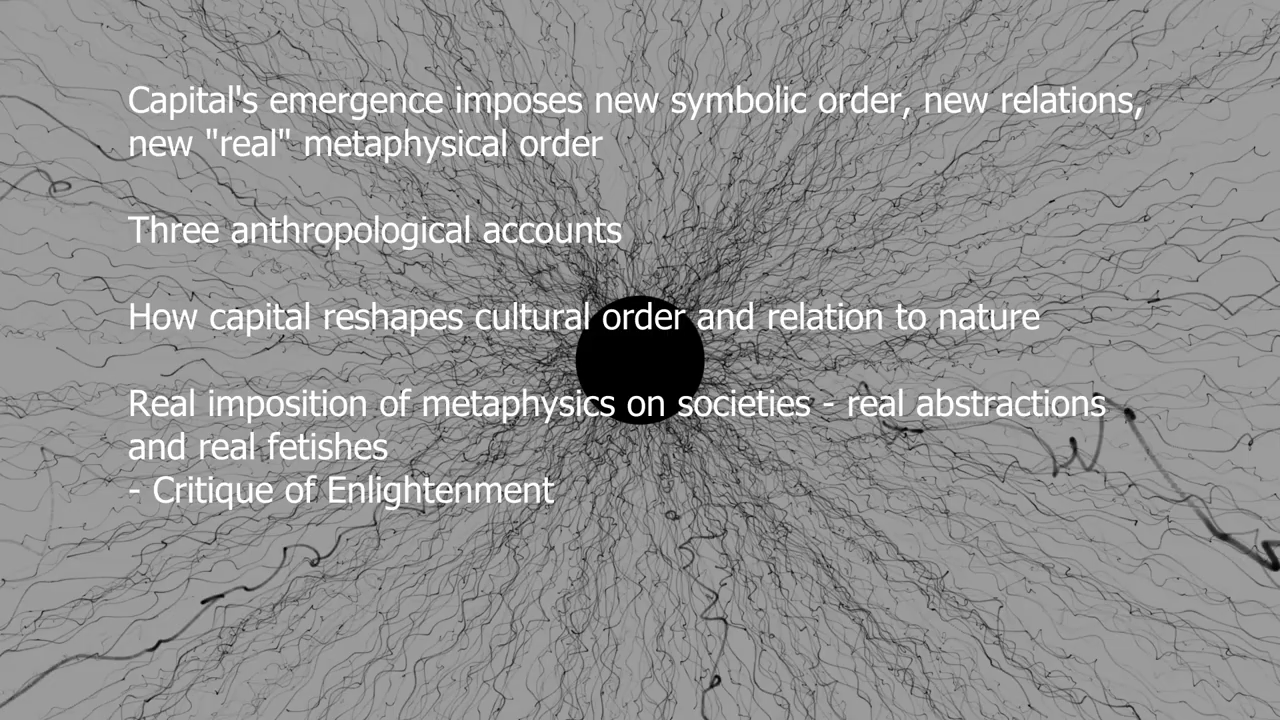 Capital's emergence imposes new symbolic order, new relations,
new "real" metaphysical order
Three anthropological accounts
How capital reshapes cultural order and relation to nature
Real imposition of metaphysics on societies - real abstractions
and real fetishes
- Critique of Enlightenment